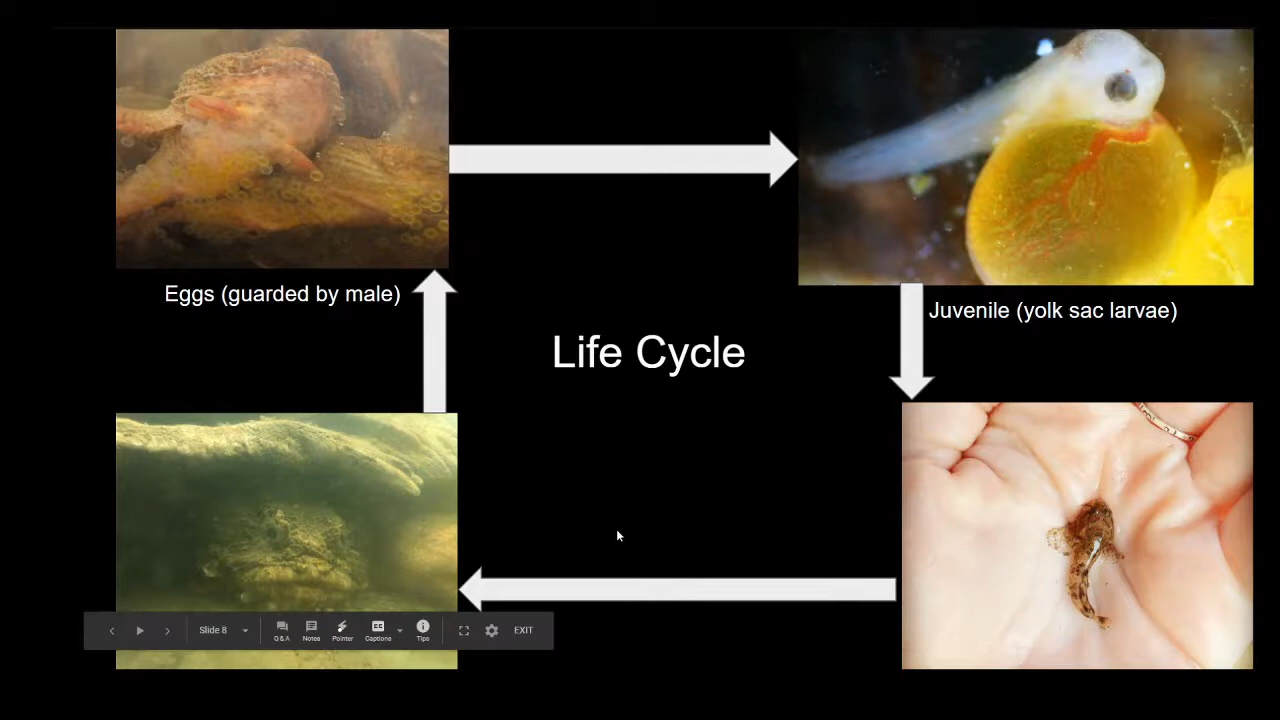 Eggs (guarded by male)
Juvenile (yolk sac larvae)
Life Cycle
Slide 8
Q&A
Notes
Pointer
Captions
Tips
EXIT